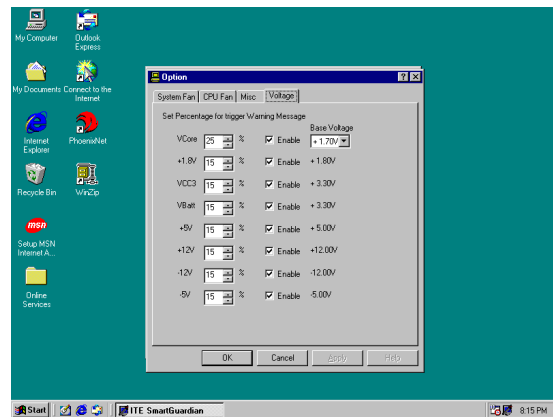 My Computer
Outlook
Express
My Documents
Connect to the
Internet
Internet
Explorer
PhoenixNet
Recycle Bin
WinZip
msn
Setup MSN
Internet A...
Online
Services
Option
System Fan CPU Fan Misc Voltage
Set Percentage for trigger Warning Message
Base Voltage
VCore 25 % Enable + 1.70V
+1.8V 15 % Enable + 1.80V
VCC3 15 % Enable + 3.30V
VBatt 15 % Enable + 3.30V
+5V 15 % Enable + 5.00V
+12V 15 % Enable +12.00V
-12V 15 % Enable -12.00V
-5V 15 % Enable -5.00V
OK Cancel Apply Help
Start ITE SmartGuardian 8:15 PM